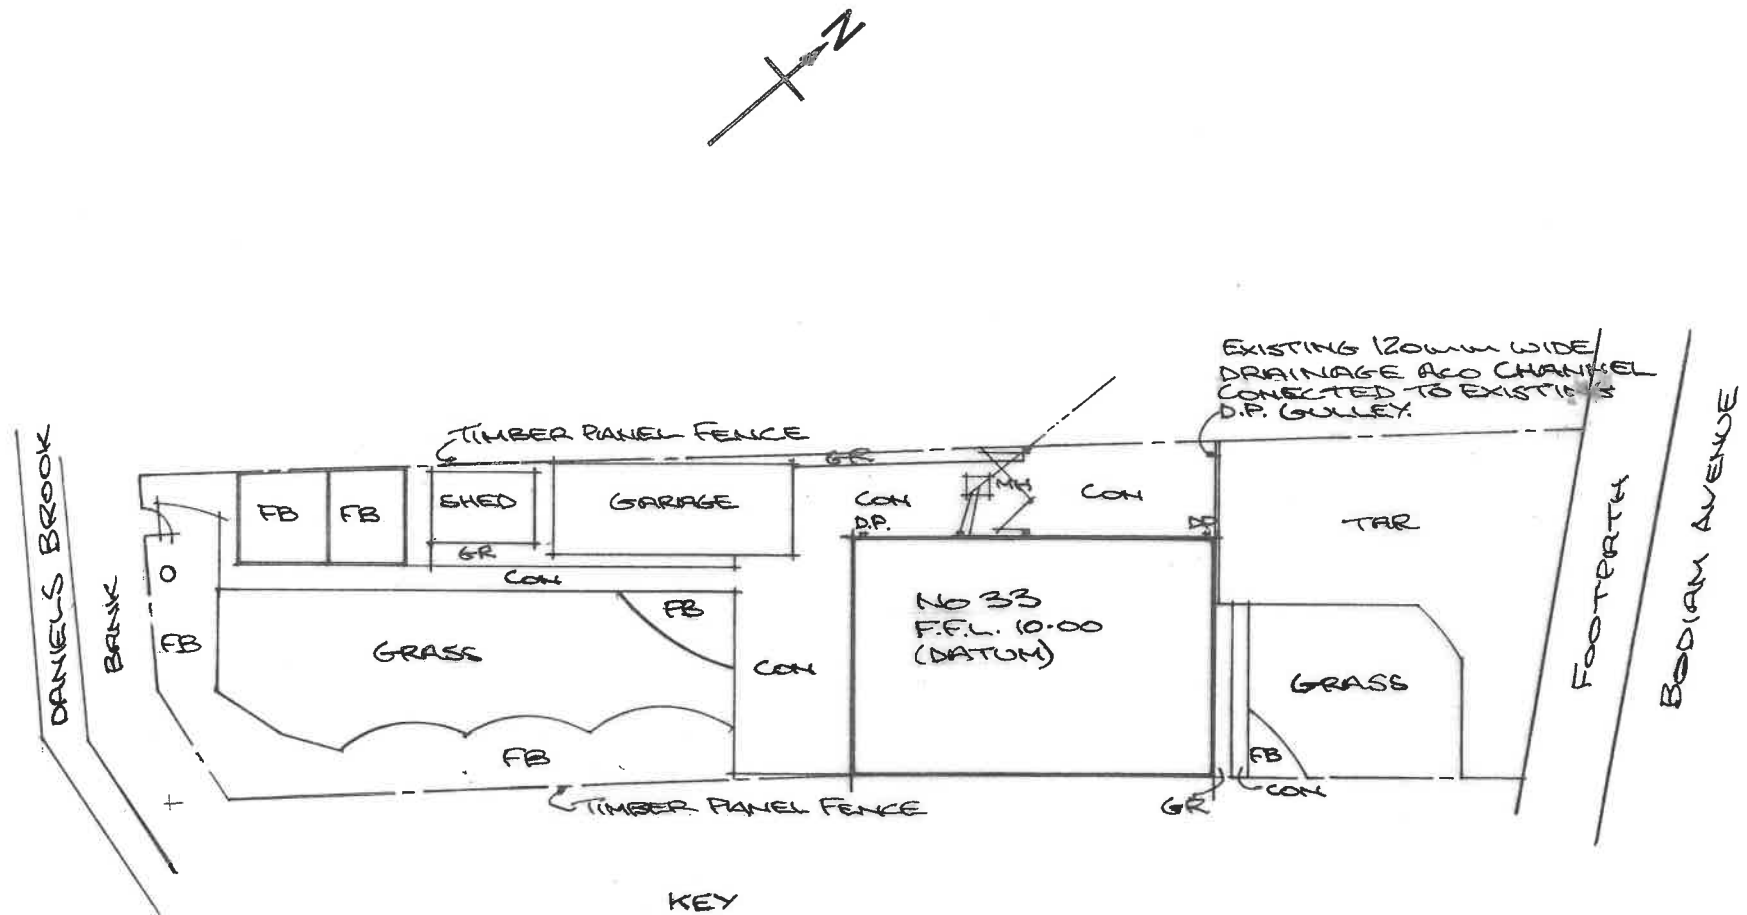 N
EXISTING 120mm WIDE
DRAINAGE ACO CHANNEL
CONECTED TO EXISTING
D.P. GULLEY.
TIMBER PANEL FENCE
GR
FB
FB
SHED
GARAGE
CON
D.P.
MH
CON
TAR
GR
CON
DANIELS BROOK
BANK
FB
GRASS
FB
CON
NO 33
F.F.L. 10.00
(DATUM)
GRASS
FB
FOOTPATH
BODIAM AVENUE
FB
TIMBER PANEL FENCE
GR
CON
KEY